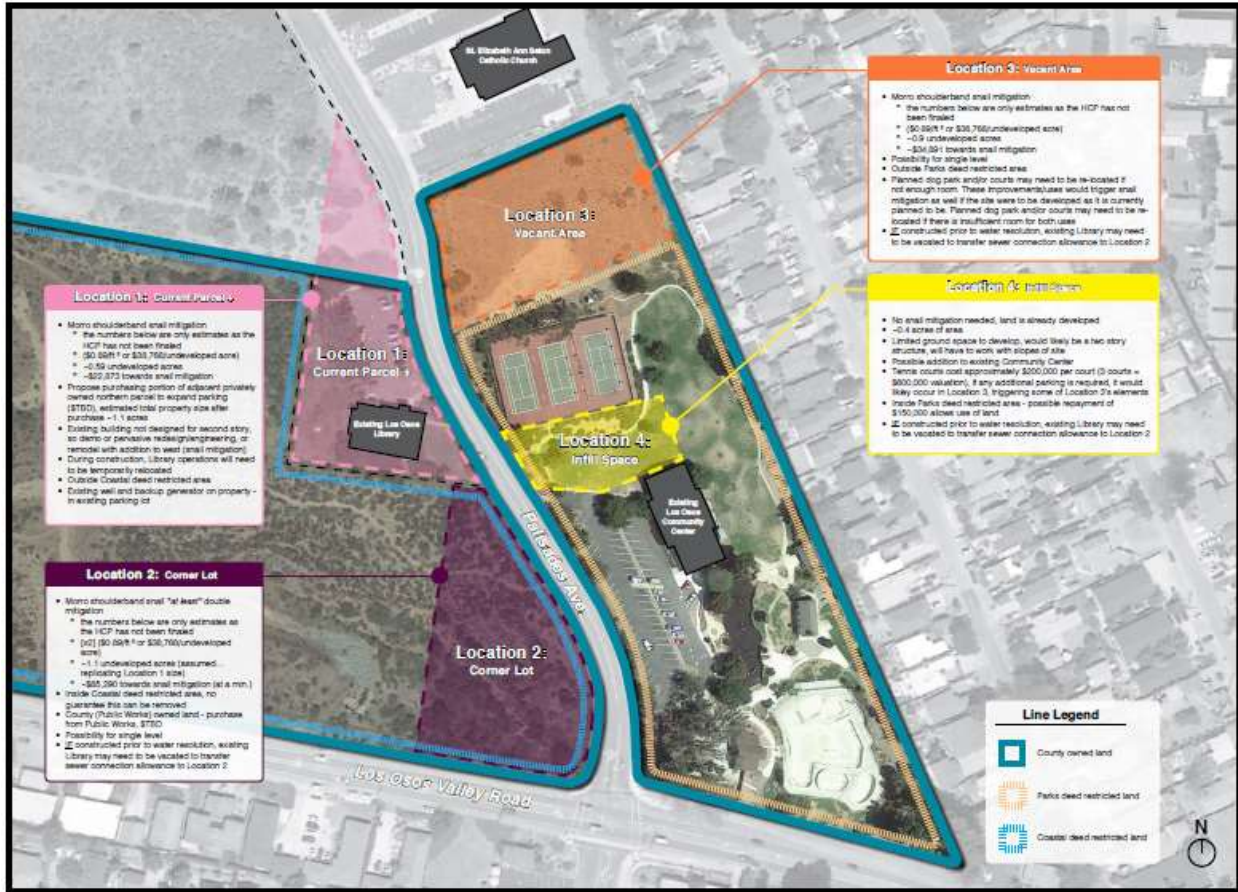 St. Elizabeth Ann Seton
Catholic Church
Location 3: Vacant Area
• Morro shoulderband snail mitigation
* the numbers below are only estimates as the HCF has not
been finaled
* ($0.89/ft² or $38,768/undeveloped acre)
* ~0.9 undeveloped acres
* ~$34,891 towards snail mitigation
• Possibility for single level
• Outside Parks deed restricted area
• Planned dog park and/or courts may need to be re-located if
not enough room. These improvements/uses would trigger snail
mitigation as well if the site were to be developed as it is currently
planned to be. Planned dog park and/or courts may need to be re-
located if there is insufficient room for both uses
• IF constructed prior to water resolution, existing Library may need
to be vacated to transfer sewer connection allowance to Location 2
Location 4: Infill Space
• No snail mitigation needed, land is already developed
• ~0.4 acres of area
• Limited ground space to develop, would likely be a two story
structure, will have to work with slopes of site
• Possible addition to existing Community Center
• Tennis courts cost approximately $200,000 per court (3 courts =
$600,000 valuation), if any additional parking is required, it would
likely occur in Location 3, triggering some of Location 3's elements
• Inside Parks deed restricted area - possible repayment of
$150,000 allows use of land
• IF constructed prior to water resolution, existing Library may need
to be vacated to transfer sewer connection allowance to Location 2
Location 1: Current Parcel +
• Morro shoulderband snail mitigation
* the numbers below are only estimates as the
HCF has not been finaled
* ($0.89/ft² or $38,768/undeveloped acre)
* ~0.59 undeveloped acres
* ~$22,873 towards snail mitigation
• Propose purchasing portion of adjacent privately
owned northern parcel to expand parking
($TBD), estimated total property size after
purchase ~1.1 acres
• Existing building not designed for second story,
so demo or pervasive redesign/engineering, or
remodel with addition to west (snail mitigation)
• During construction, Library operations will need
to be temporarily relocated
• Outside Coastal deed restricted area
• Existing well and backup generator on property -
in existing parking lot
Location 2: Corner Lot
• Morro shoulderband snail "at least" double
mitigation
* the numbers below are only estimates as
the HCF has not been finaled
* [x2] ($0.89/ft² or $38,768/undeveloped
acre)
* ~1.1 undeveloped acres (assumed...
replicating Location 1 size)
* ~$85,290 towards snail mitigation (at a min.)
• Inside Coastal deed restricted area, no
guarantee this can be removed
• County (Public Works) owned land - purchase
from Public Works, $TBD
• Possibility for single level
• IF constructed prior to water resolution, existing
Library may need to be vacated to transfer
sewer connection allowance to Location 2
Location 3:
Vacant Area
Location 1:
Current Parcel +
Existing Los Osos
Library
Location 4:
Infill Space
Existing
Los Osos
Community
Center
Palisades Ave
Location 2:
Corner Lot
Los Osos Valley Road
Line Legend
County owned land
Parks deed restricted land
Coastal deed restricted land
N